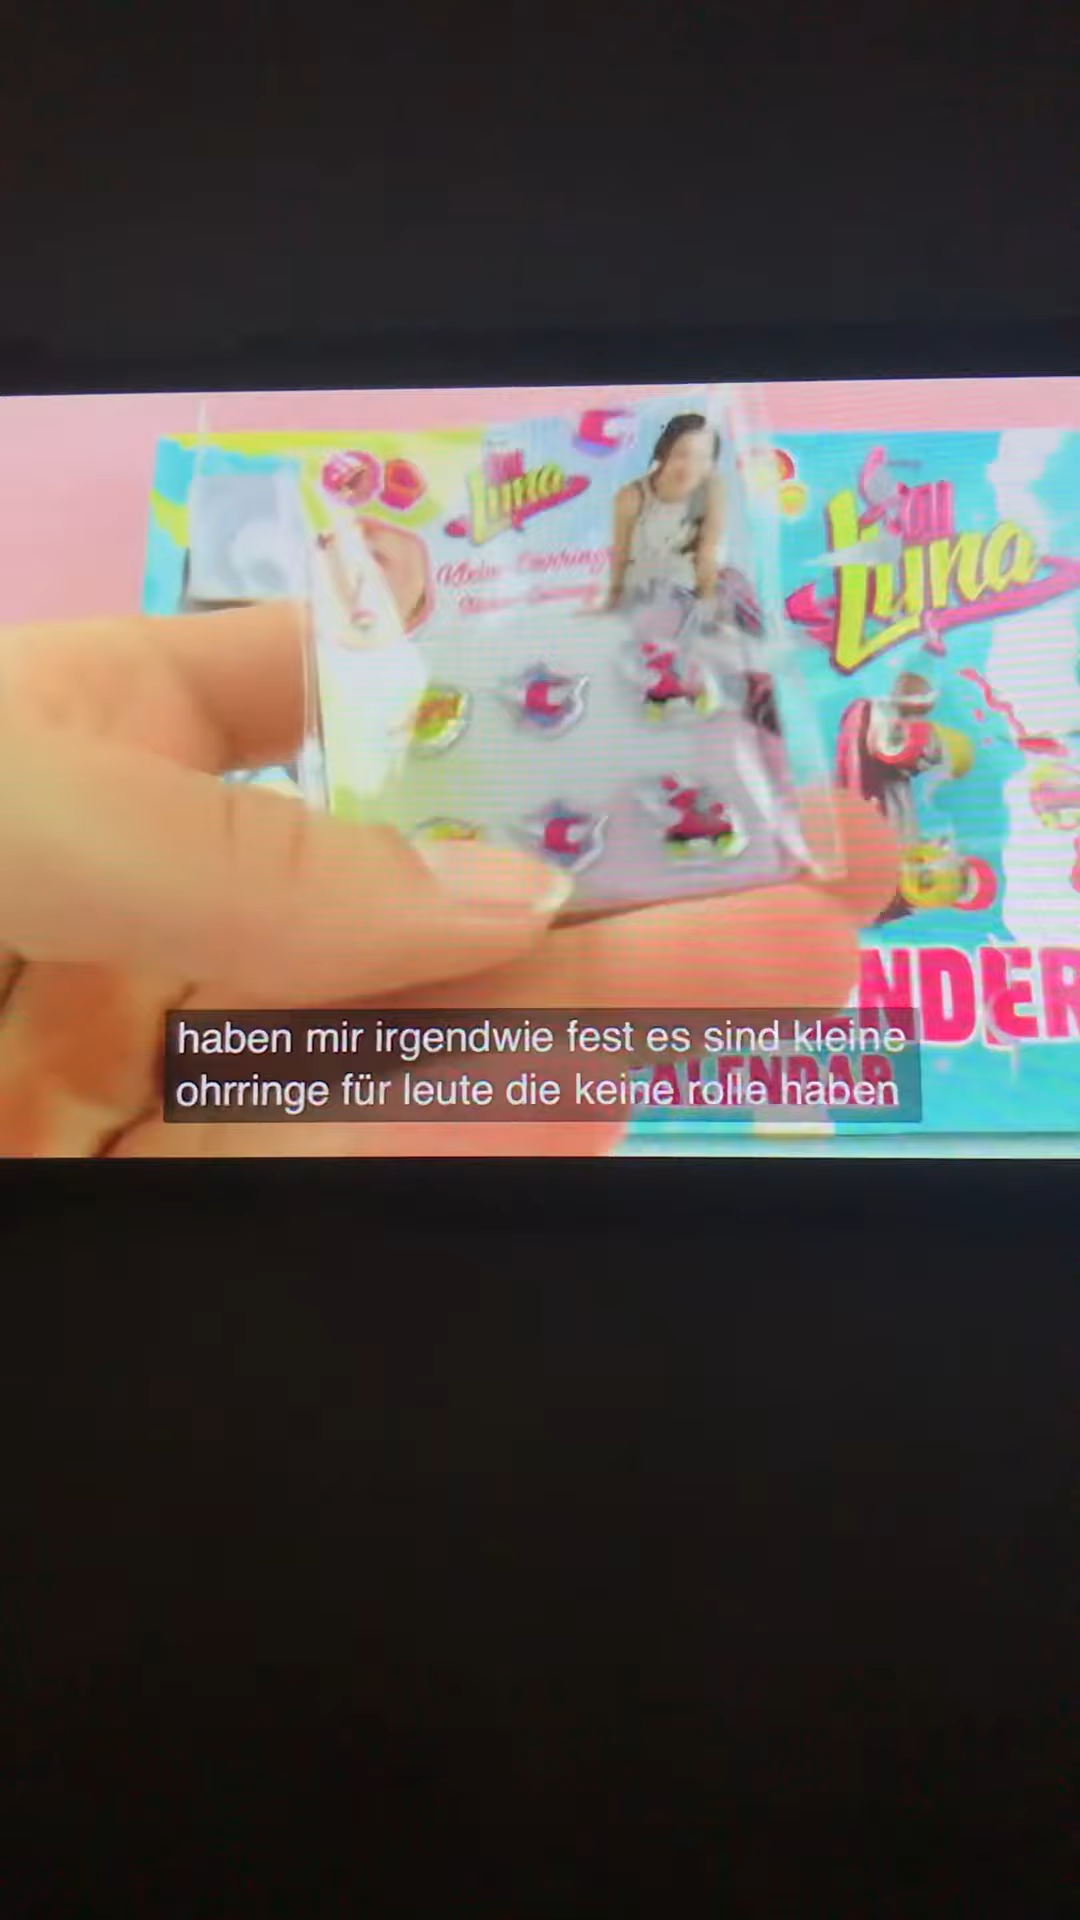 SOY
Luna
SOY
Luna
NDER
CALENDAR
haben mir irgendwie fest es sind kleine
ohrringe für leute die keine rolle haben